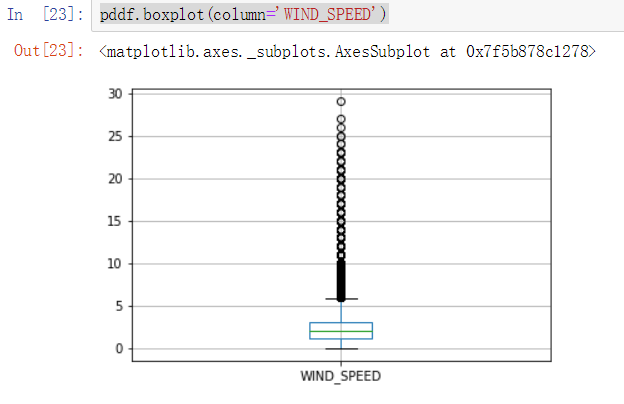 In [23]: pddf.boxplot(column='WIND_SPEED')
Out[23]: <matplotlib.axes._subplots.AxesSubplot at 0x7f5b878c1278>
30
25
20
15
10
5
0
WIND_SPEED